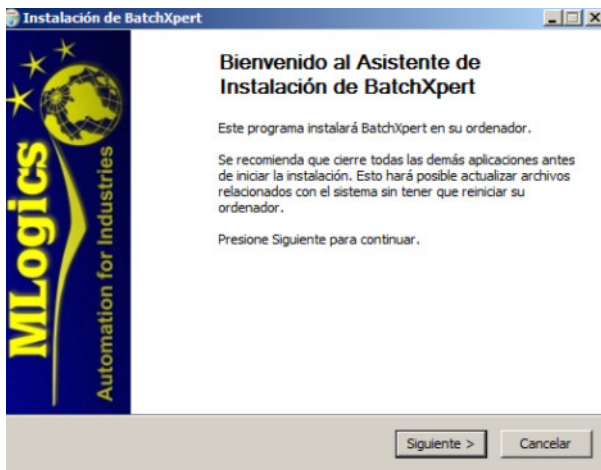 Instalación de BatchXpert
MLogics
Automation for Industries
Bienvenido al Asistente de
Instalación de BatchXpert
Este programa instalará BatchXpert en su ordenador.
Se recomienda que cierre todas las demás aplicaciones antes
de iniciar la instalación. Esto hará posible actualizar archivos
relacionados con el sistema sin tener que reiniciar su
ordenador.
Presione Siguiente para continuar.
Siguiente >
Cancelar